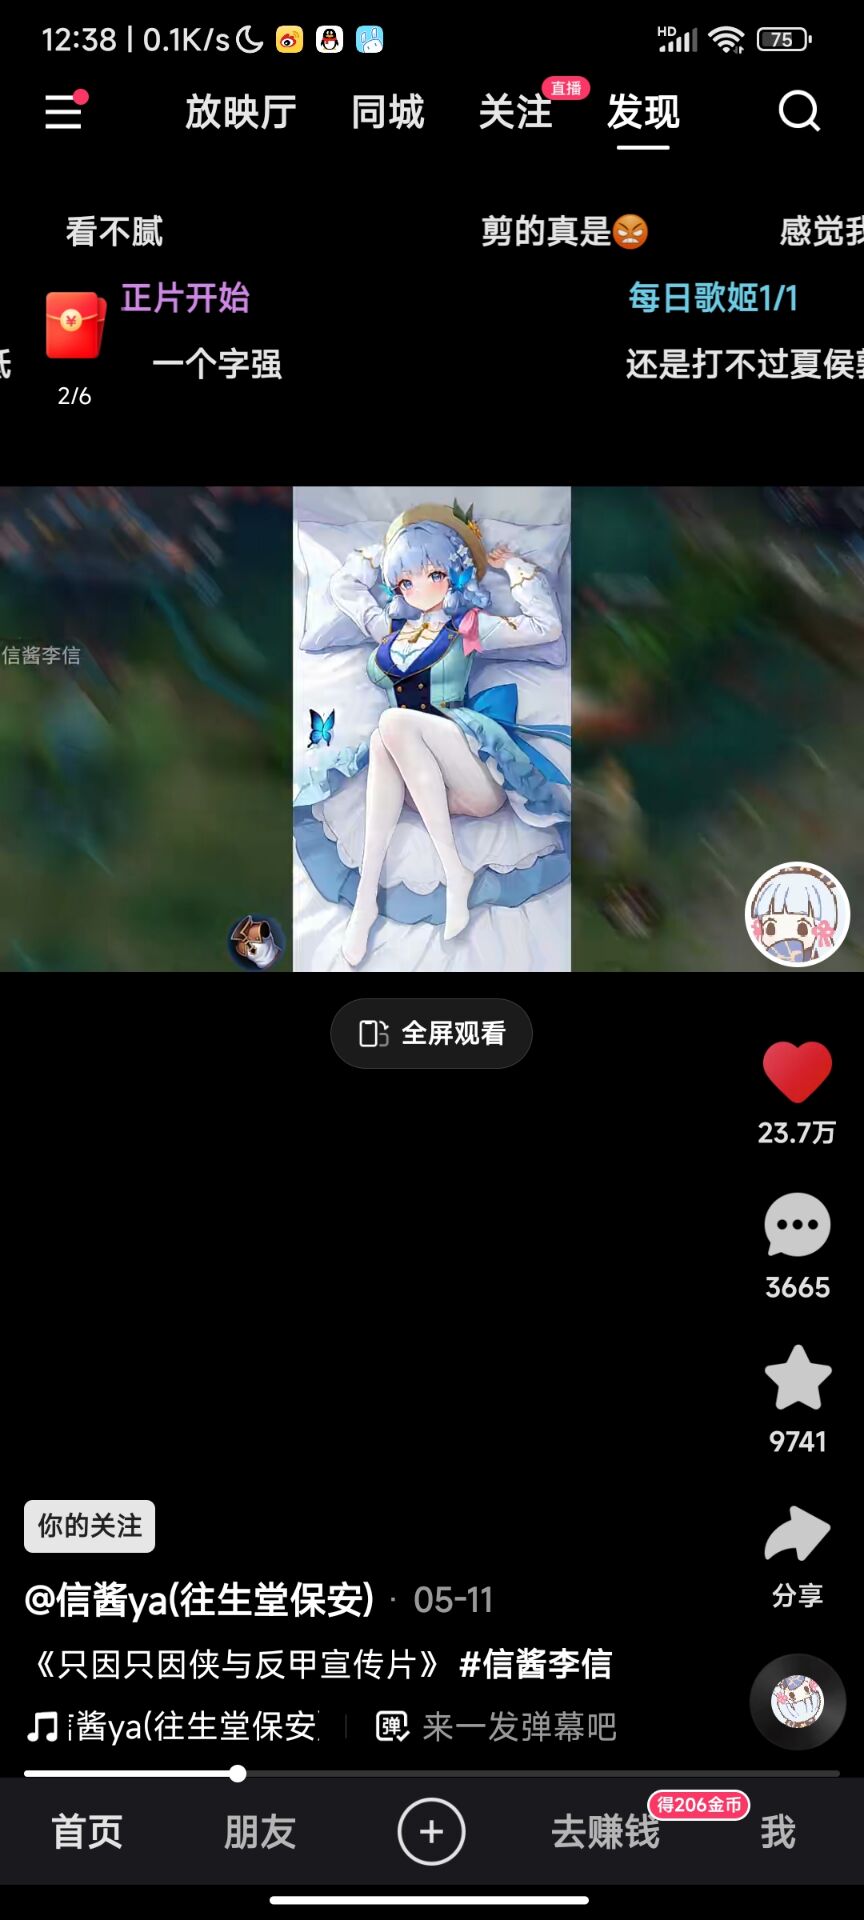 12:38 | 0.1K/s
HD
75
放映厅 同城 关注 直播 发现
看不腻 剪的真是 感觉我
正片开始 每日歌姬1/1
¥
一个字强 还是打不过夏侯惇
2/6
信酱李信
全屏观看
23.7万
3665
9741
分享
你的关注
@信酱ya(往生堂保安) · 05-11
《只因只因侠与反甲宣传片》 #信酱李信
酱ya(往生堂保安) 弹 来一发弹幕吧
首页 朋友 去赚钱 得206金币 我